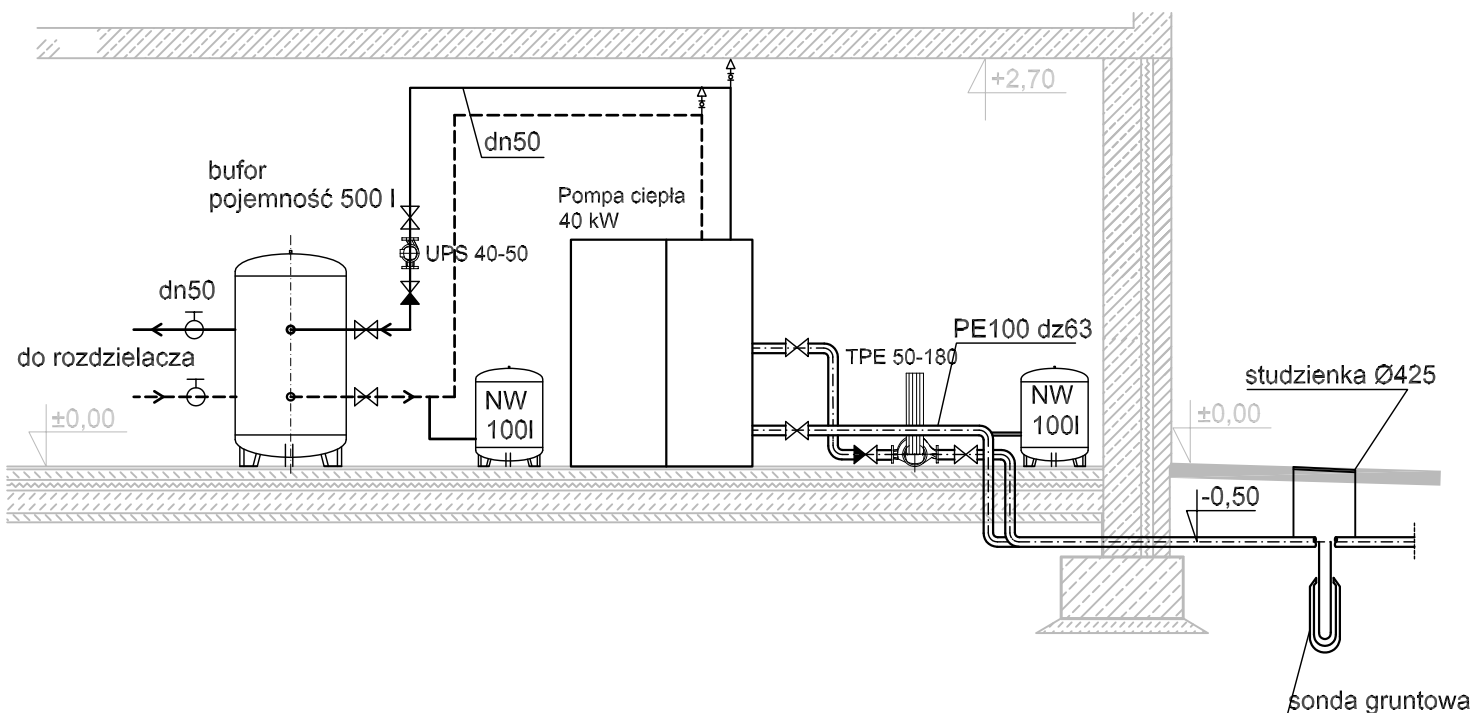 +2,70
dn50
bufor
pojemność 500 l
Pompa ciepła
40 kW
UPS 40-50
dn50
do rozdzielacza
PE100 dz63
TPE 50-180
studzienka Ø425
NW
100l
NW
100l
±0,00
±0,00
-0,50
sonda gruntowa